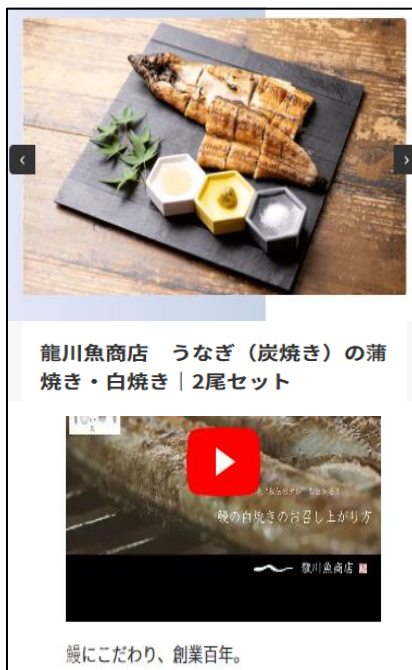 龍川魚商店　うなぎ（炭焼き）の蒲
焼き・白焼き｜2尾セット
鰻の白焼きのお召し上がり方
龍川魚商店
鰻にこだわり、創業百年。